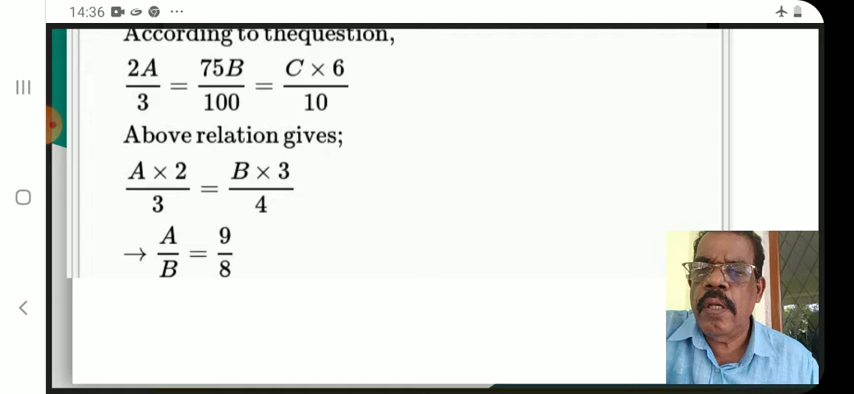 14:36
According to thequestion,
2A/3 = 75B/100 = C × 6/10
Above relation gives;
A × 2/3 = B × 3/4
→ A/B = 9/8